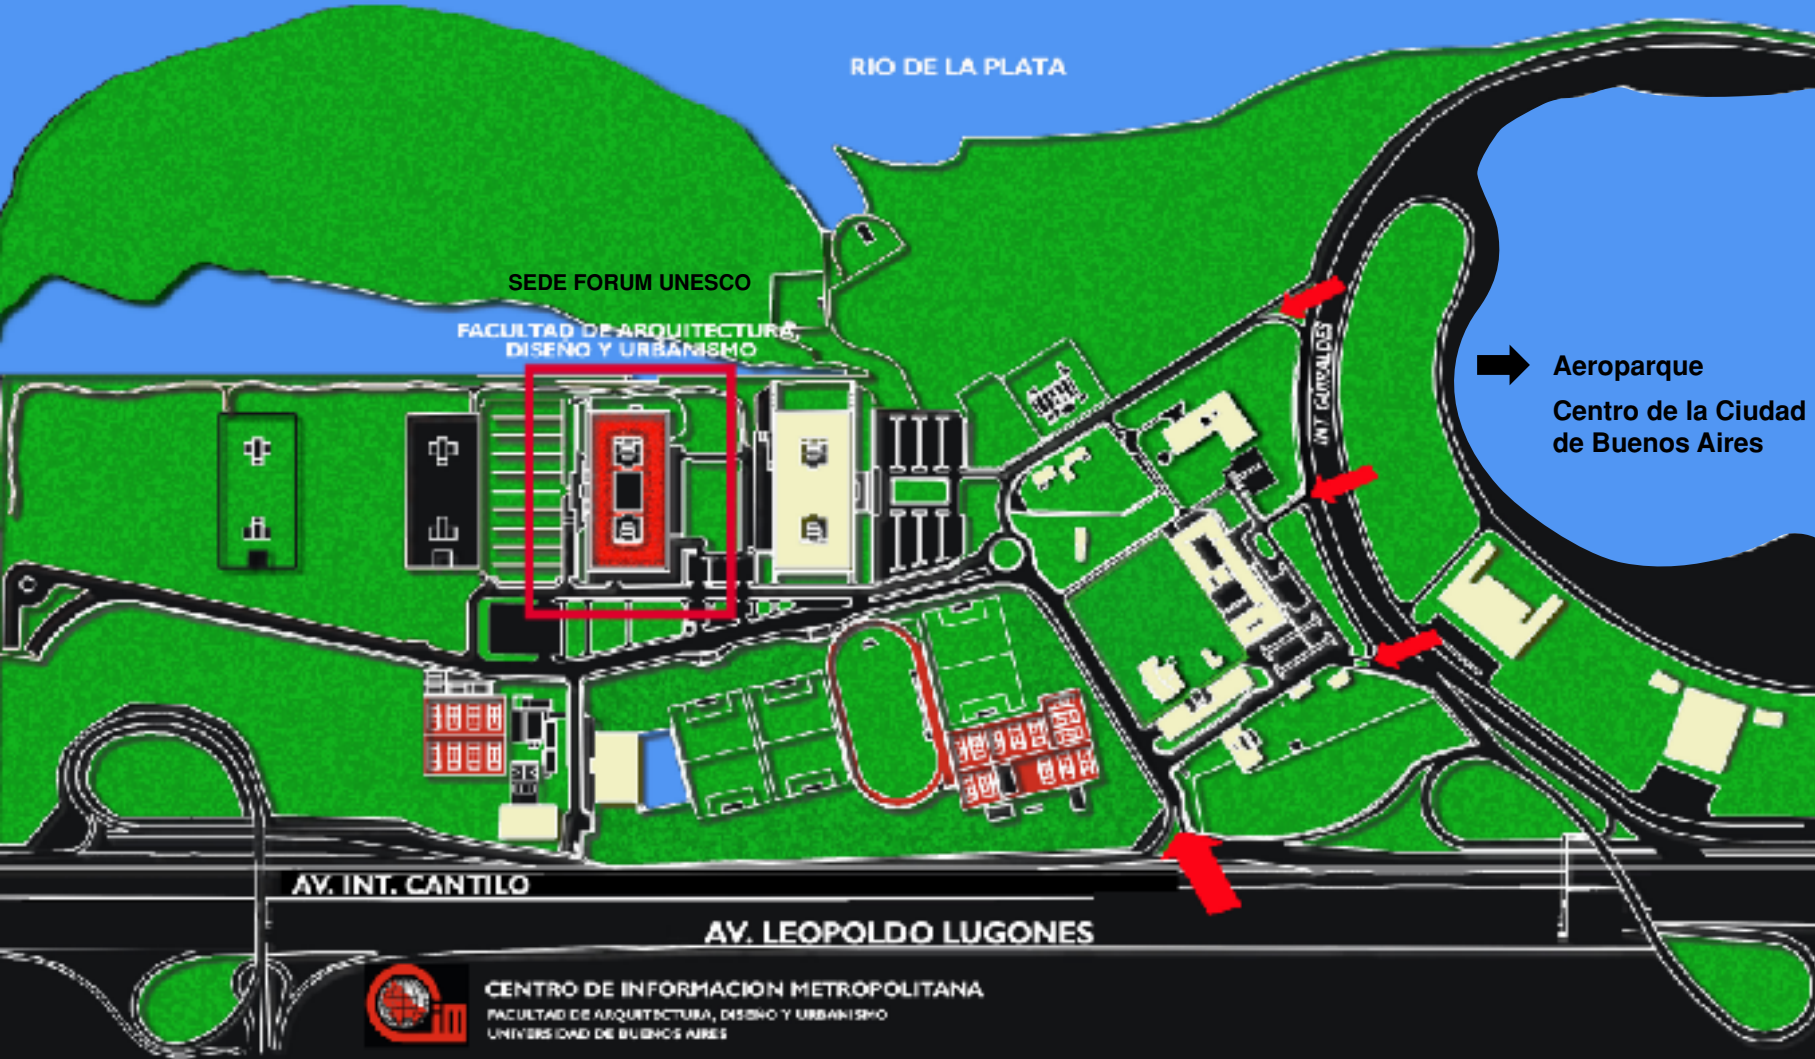 RIO DE LA PLATA
SEDE FORUM UNESCO
FACULTAD DE ARQUITECTURA,
DISEÑO Y URBANISMO
INT GUIRALDES
Aeroparque
Centro de la Ciudad
de Buenos Aires
AV. INT. CANTILO
AV. LEOPOLDO LUGONES
CENTRO DE INFORMACION METROPOLITANA
FACULTAD DE ARQUITECTURA, DISEÑO Y URBANISMO
UNIVERSIDAD DE BUENOS AIRES
im